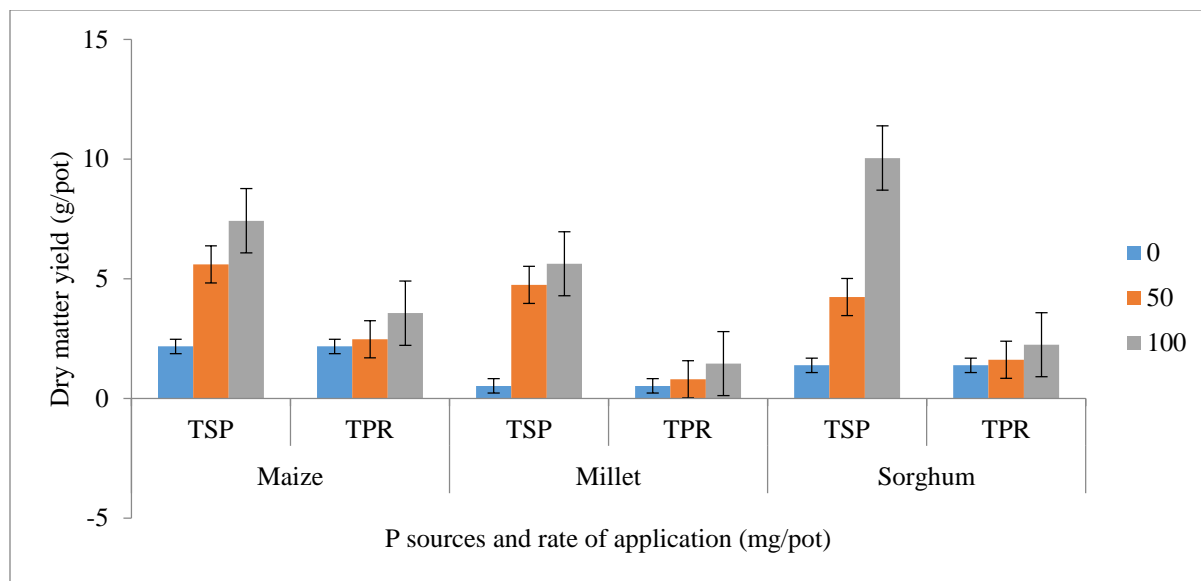 Dry matter yield (g/pot)
15
10
5
0
-5
TSP TPR TSP TPR TSP TPR
Maize Millet Sorghum
P sources and rate of application (mg/pot)
0
50
100